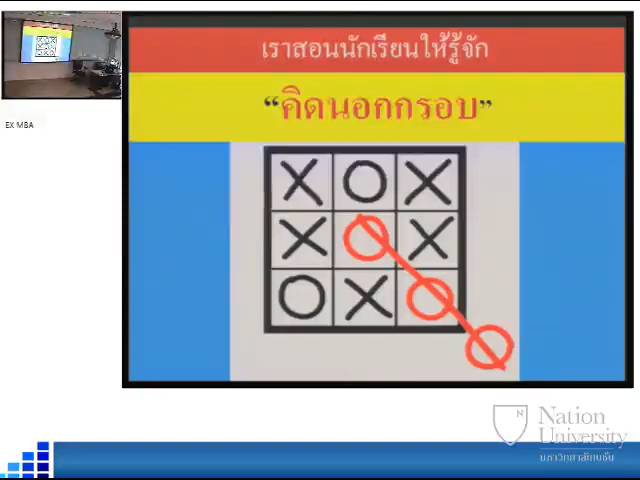 เราสอนนักเรียนให้รู้จัก
“คิดนอกกรอบ”
EX MBA
X O X
X O X
O X O
O
N
Nation
University
มหาวิทยาลัยเนชั่น